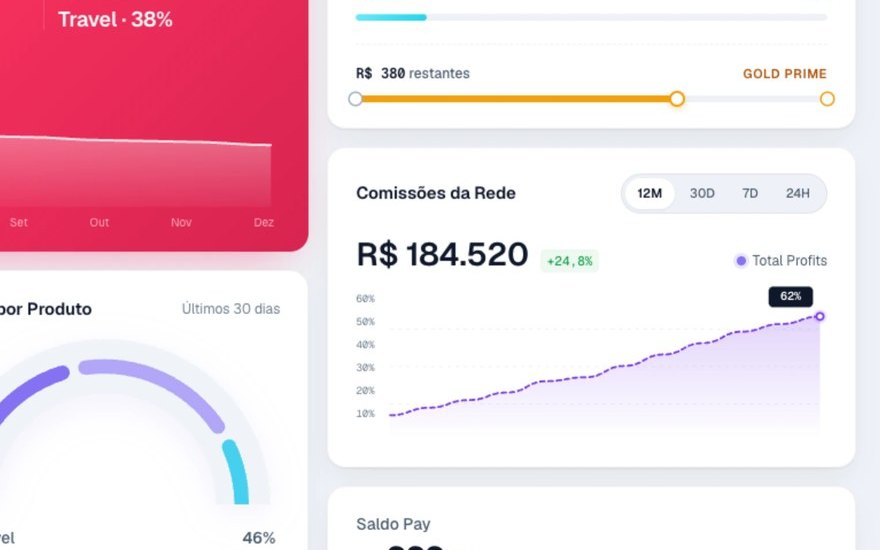 Travel · 38%
Set Out Nov Dez
por Produto Últimos 30 dias
46%
R$ 380 restantes GOLD PRIME
Comissões da Rede 12M 30D 7D 24H
R$ 184.520 +24,8% Total Profits
62%
60%
50%
40%
30%
20%
10%
Saldo Pay